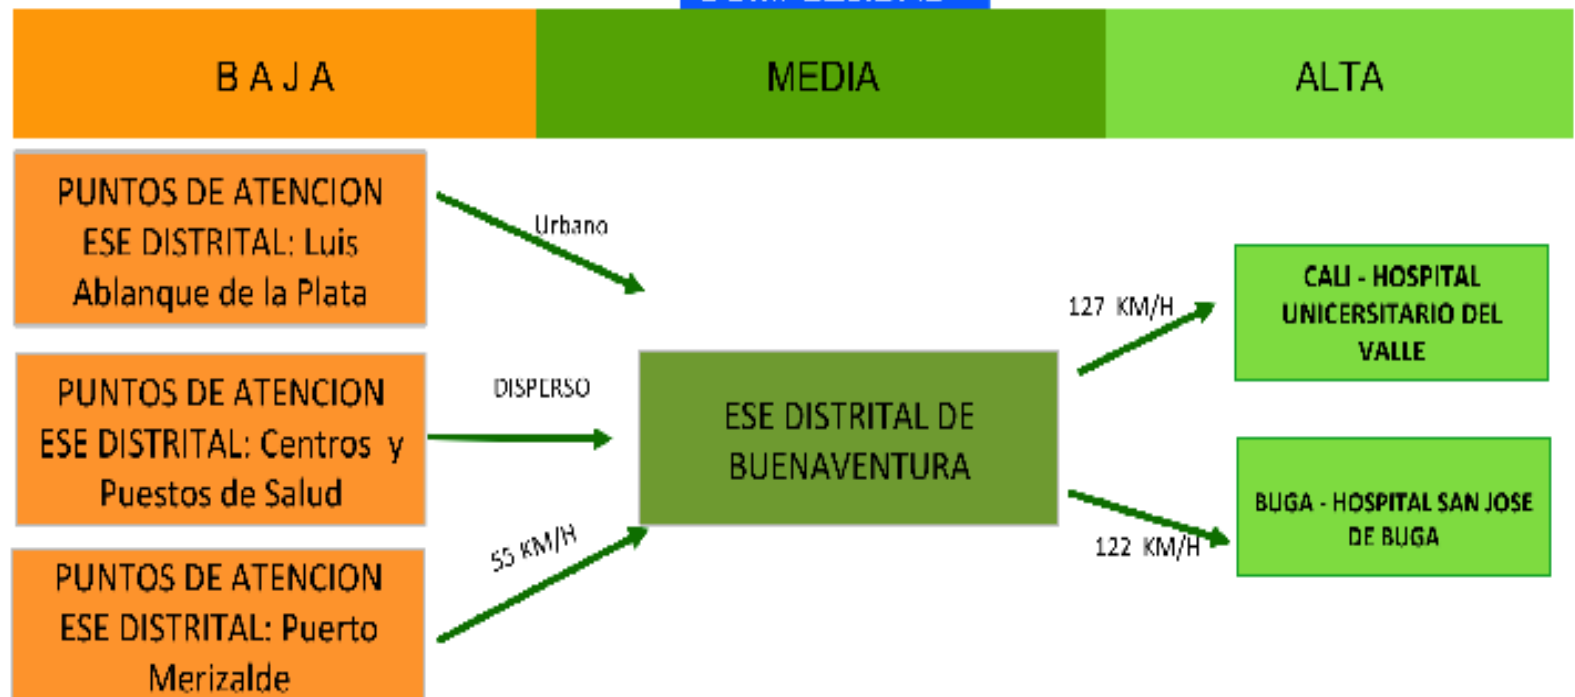 B A J A
MEDIA
ALTA
PUNTOS DE ATENCION
ESE DISTRITAL: Luis
Ablanque de la Plata
Urbano
PUNTOS DE ATENCION
ESE DISTRITAL: Centros y
Puestos de Salud
DISPERSO
PUNTOS DE ATENCION
ESE DISTRITAL: Puerto
Merizalde
55 KM/H
ESE DISTRITAL DE
BUENAVENTURA
127 KM/H
CALI - HOSPITAL
UNICERSITARIO DEL
VALLE
122 KM/H
BUGA - HOSPITAL SAN JOSE
DE BUGA